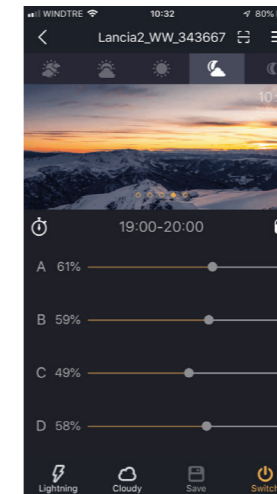 WINDTRE 10:32 80%
Lancia2_WW_343667
19:00-20:00
A 61%
B 59%
C 49%
D 58%
Lightning Cloudy Save Switch